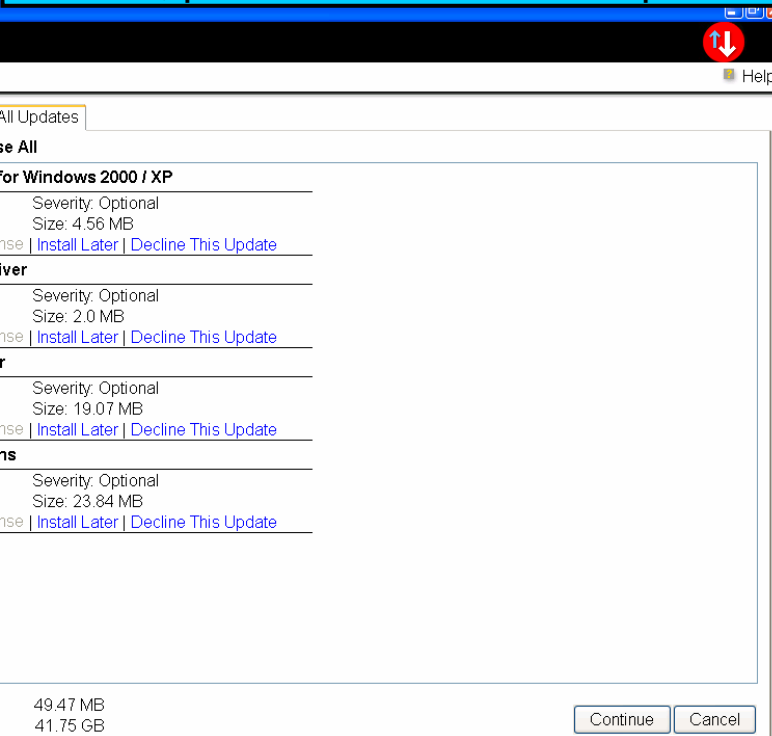 Help
All Updates
se All
for Windows 2000 / XP
Severity: Optional
Size: 4.56 MB
nse | Install Later | Decline This Update
iver
Severity: Optional
Size: 2.0 MB
nse | Install Later | Decline This Update
r
Severity: Optional
Size: 19.07 MB
nse | Install Later | Decline This Update
ns
Severity: Optional
Size: 23.84 MB
nse | Install Later | Decline This Update
49.47 MB
41.75 GB
Continue Cancel